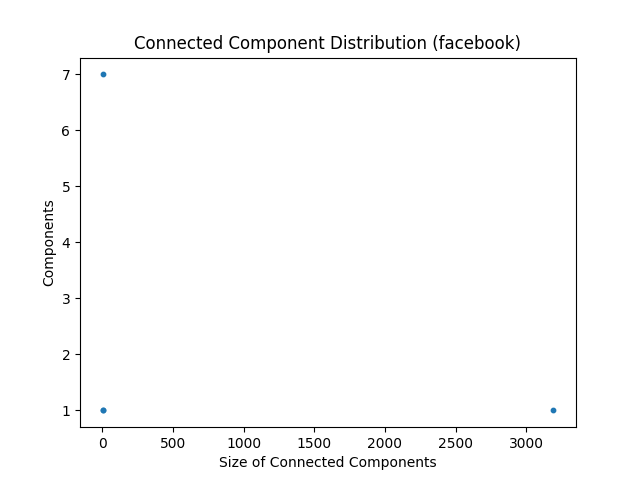 Connected Component Distribution (facebook)
7
6
5
4
3
2
1
Components
0 500 1000 1500 2000 2500 3000
Size of Connected Components